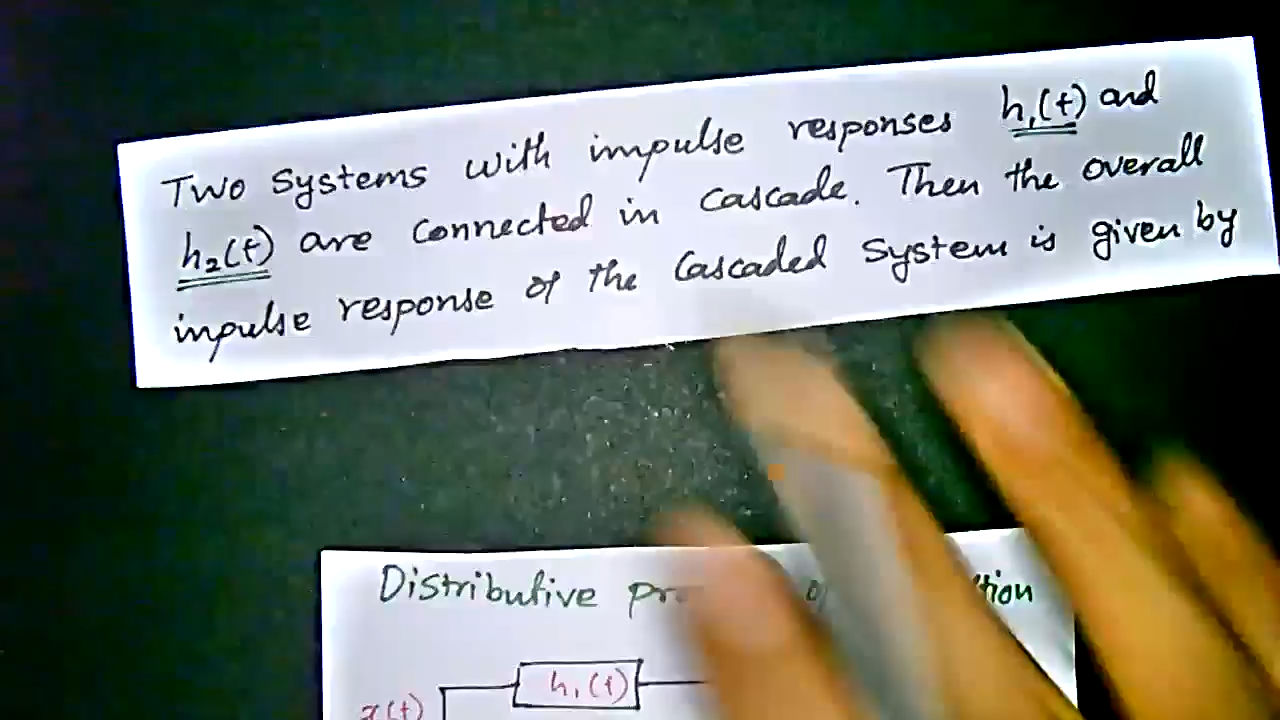 Two Systems with impulse responses h₁(t) and
h₂(t) are connected in cascade. Then the overall
impulse response of the Cascaded System is given by
Distributive
h₁(t)
x(t)